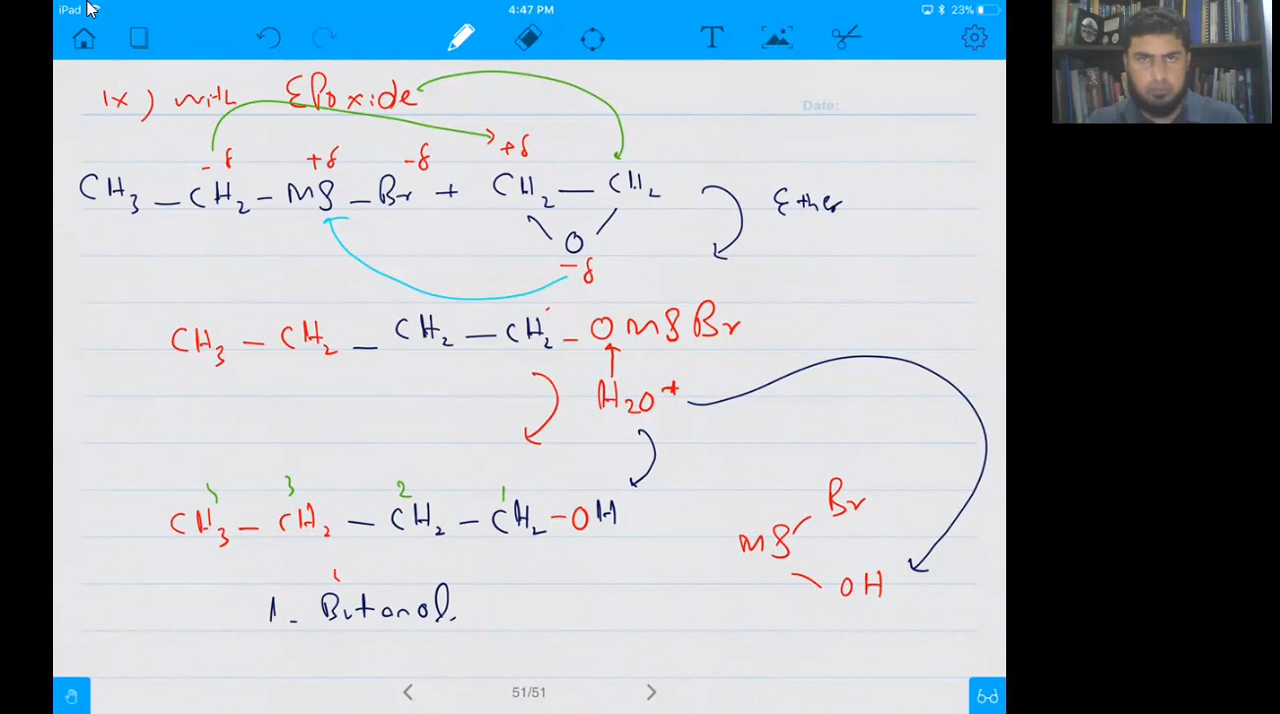 iPad
4:47 PM
23%
T
Date:
IX) with Epoxide
-δ +δ -δ +δ
CH3 — CH2 — Mg — Br + CH2 — CH2 Ether
O
-δ
CH3 — CH2 — CH2 — CH2 — OMgBr
H2O+
3 2 1
CH3 — CH2 — CH2 — CH2 — OH
Br
Mg
OH
1- Butanol.
51/51